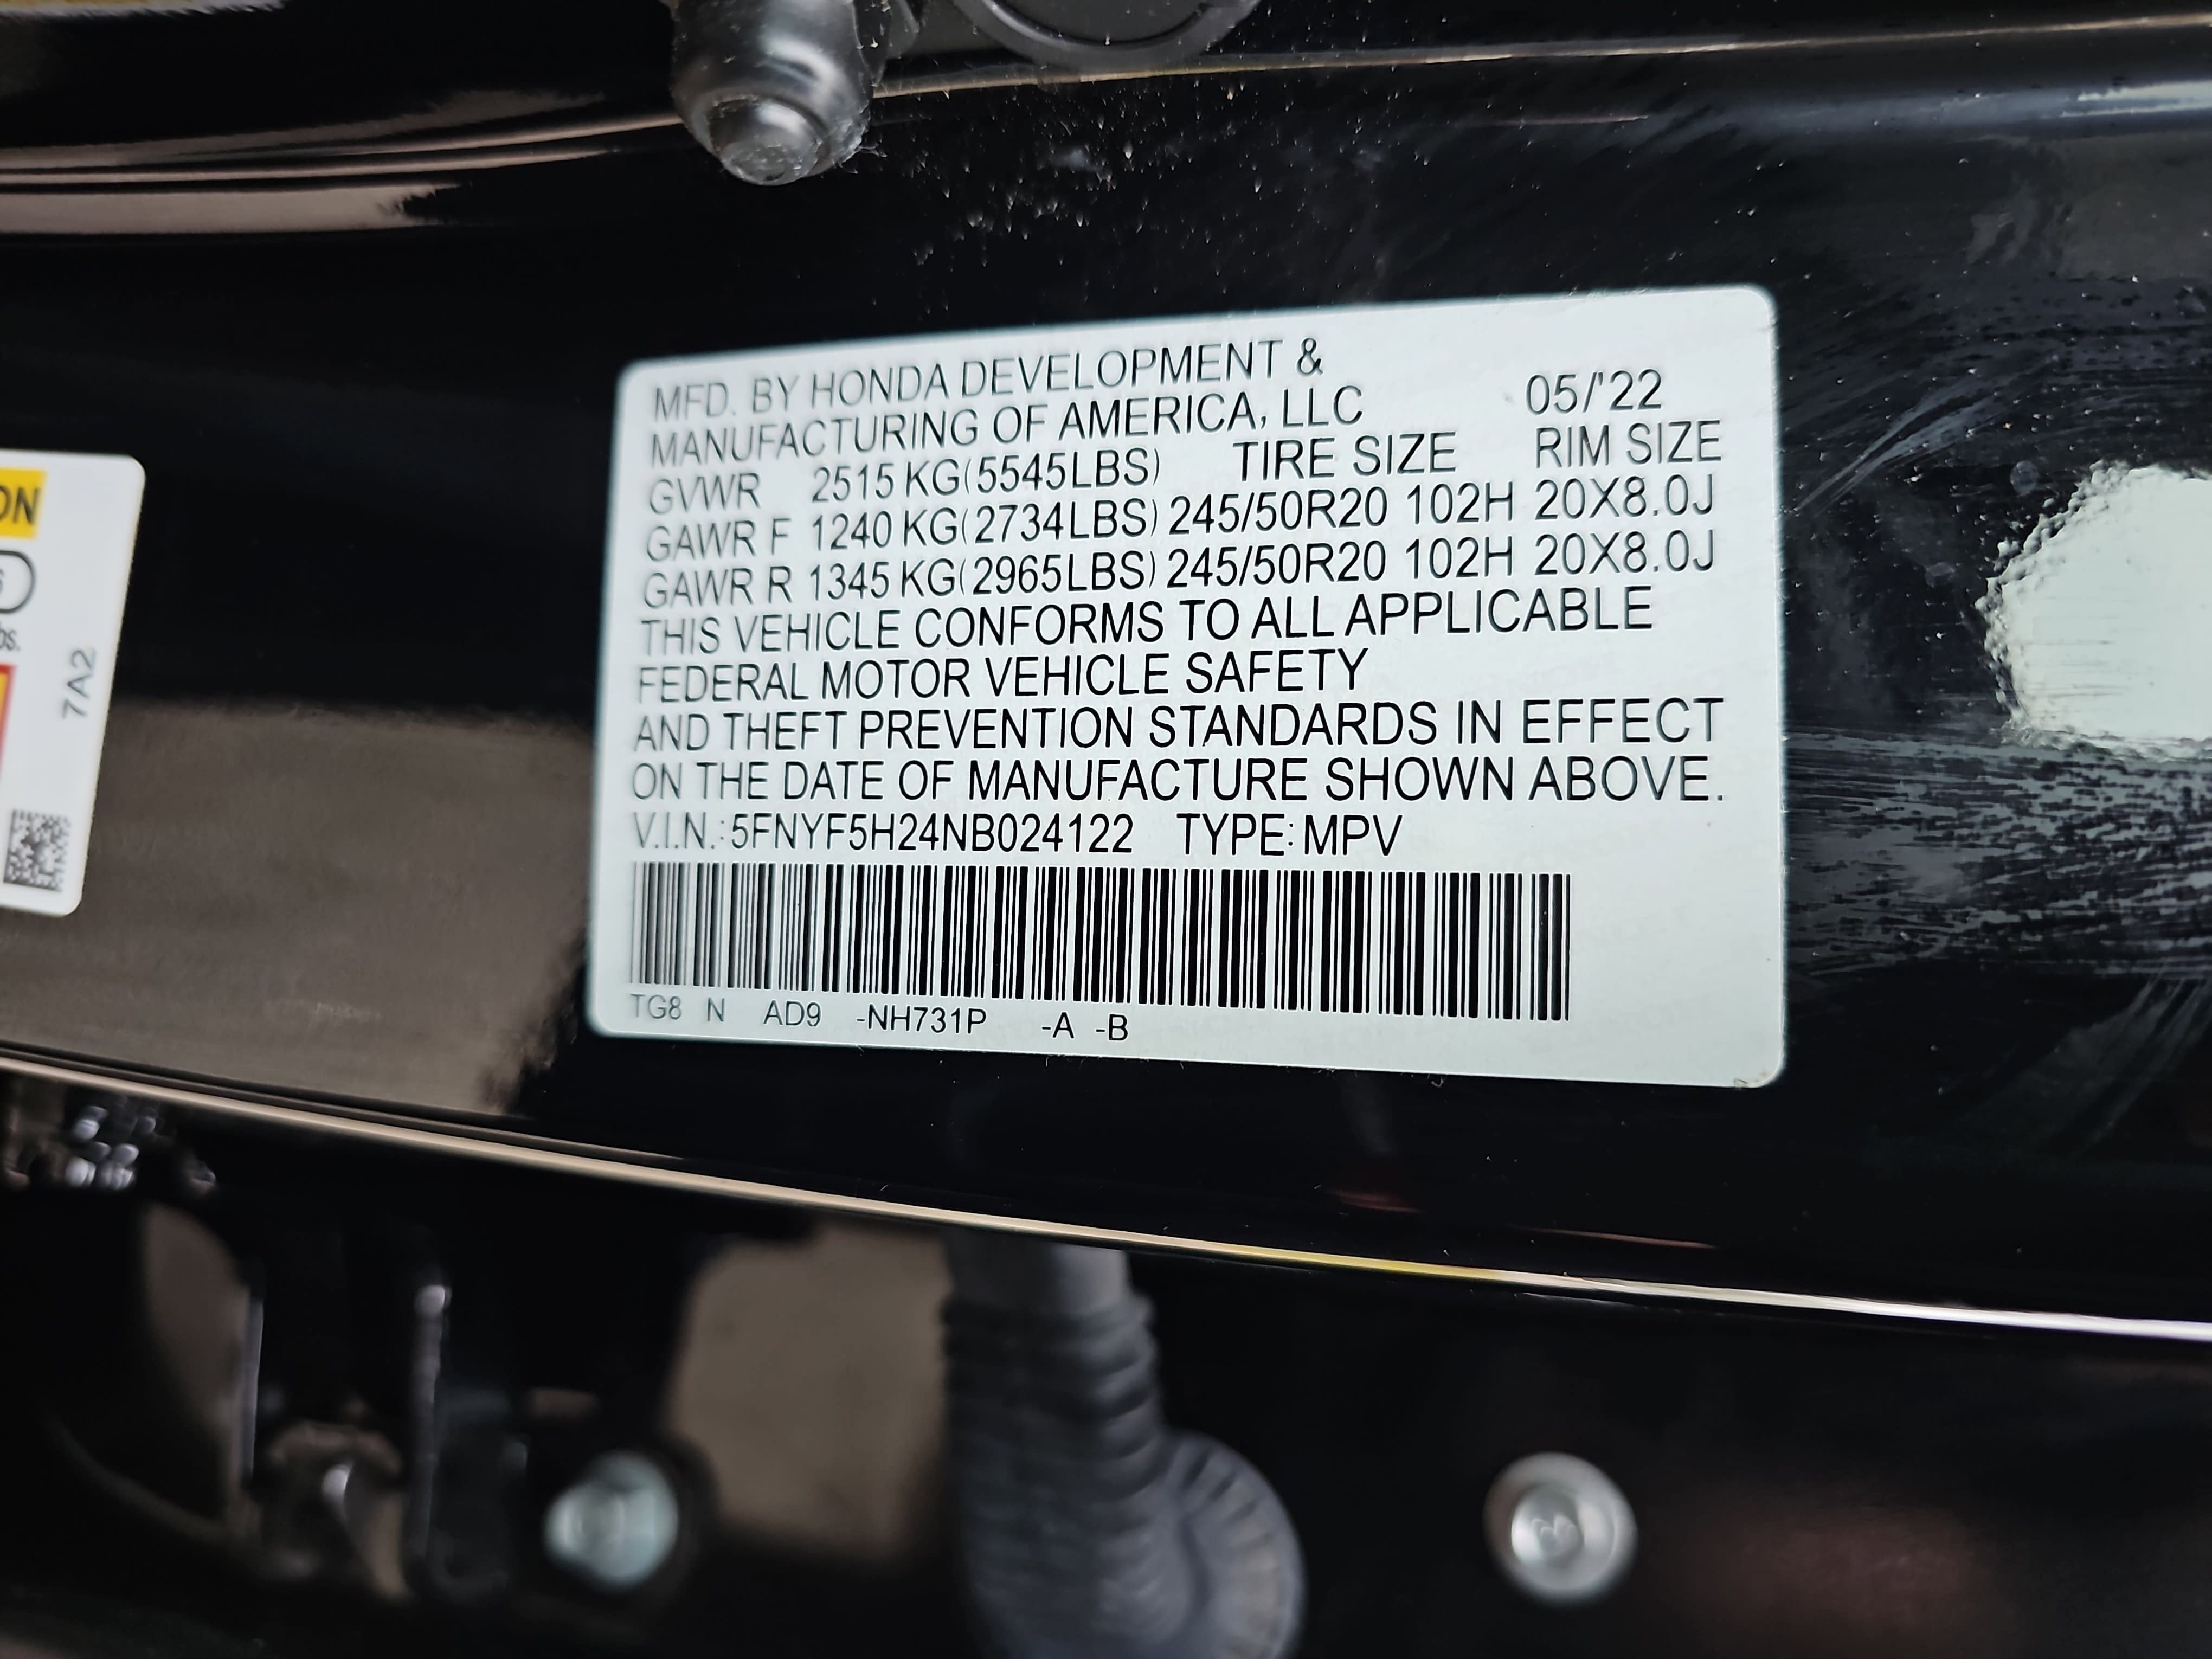 MFD. BY HONDA DEVELOPMENT &
MANUFACTURING OF AMERICA, LLC 05/'22
GVWR 2515 KG(5545LBS) TIRE SIZE RIM SIZE
GAWR F 1240 KG(2734LBS) 245/50R20 102H 20X8.0J
GAWR R 1345 KG(2965LBS) 245/50R20 102H 20X8.0J
THIS VEHICLE CONFORMS TO ALL APPLICABLE
FEDERAL MOTOR VEHICLE SAFETY
AND THEFT PREVENTION STANDARDS IN EFFECT
ON THE DATE OF MANUFACTURE SHOWN ABOVE.
V.I.N.: 5FNYF5H24NB024122 TYPE: MPV
TG8 N AD9 -NH731P -A -B
7A2